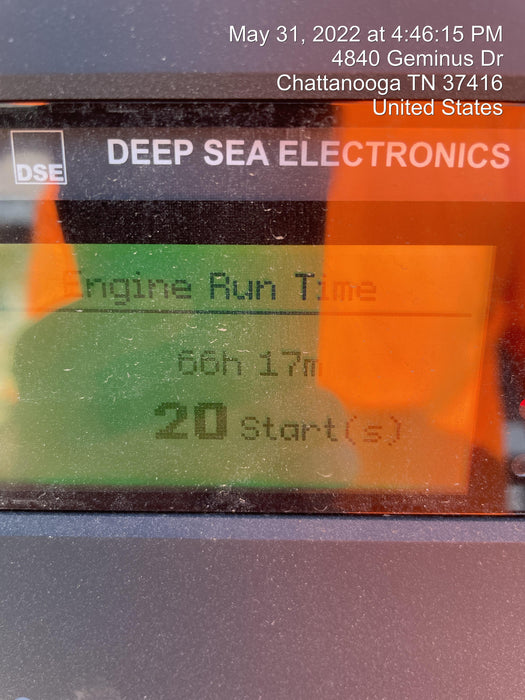 May 31, 2022 at 4:46:15 PM
4840 Geminus Dr
Chattanooga TN 37416
United States
DSE
DEEP SEA ELECTRONICS
Engine Run Time
66h 17m
20 Start(s)